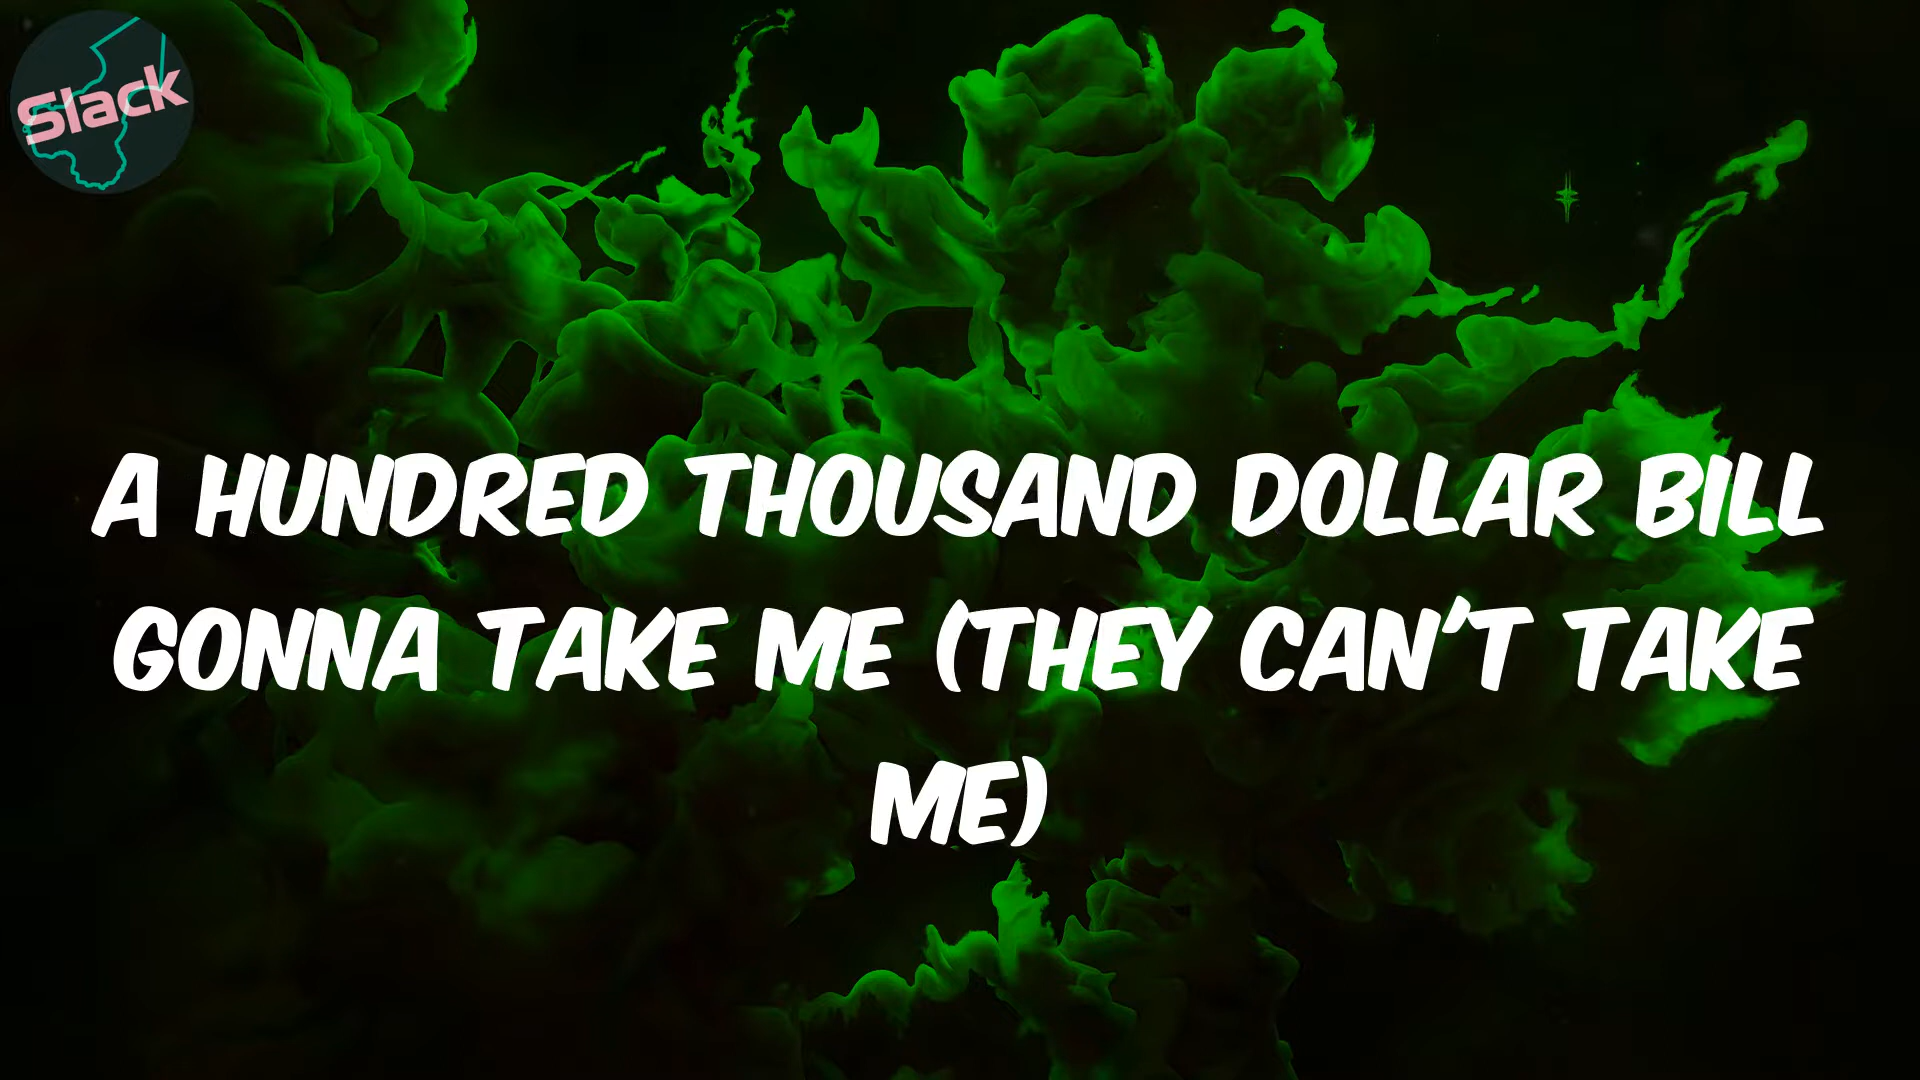 Slack
A HUNDRED THOUSAND DOLLAR BILL
GONNA TAKE ME (THEY CAN'T TAKE
ME)